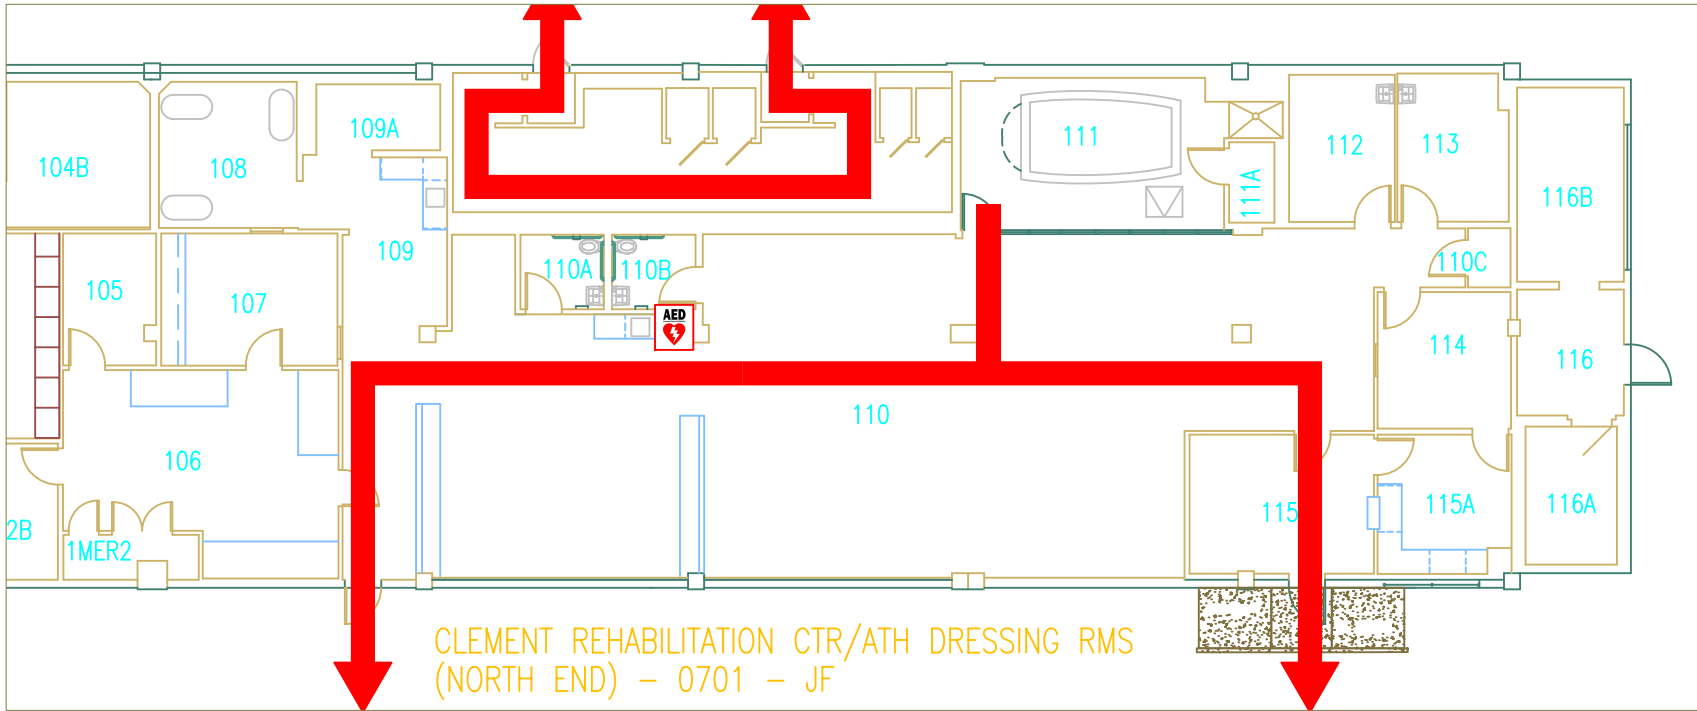 109A
104B
108
111
112
113
111A
116B
109
110A
110B
110C
105
107
AED
114
116
110
106
115
115A
116A
2B
1MER2
CLEMENT REHABILITATION CTR/ATH DRESSING RMS
(NORTH END) - 0701 - JF